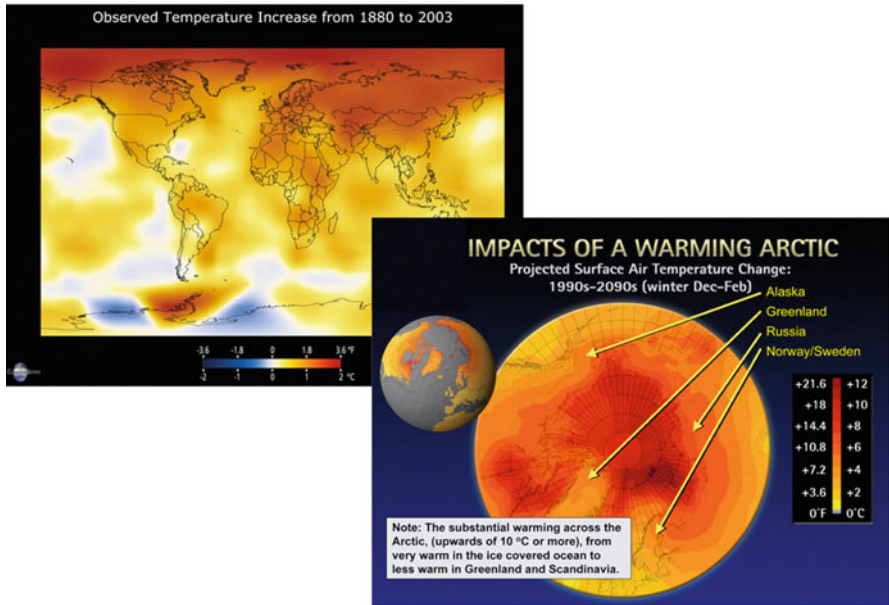 Observed Temperature Increase from 1880 to 2003
-3.6 -1.8 0 1.8 3.6 °F
-2 -1 0 1 2 °C
IMPACTS OF A WARMING ARCTIC
Projected Surface Air Temperature Change:
1990s-2090s (winter Dec-Feb)
Alaska
Greenland
Russia
Norway/Sweden
+21.6 +12
+18 +10
+14.4 +8
+10.8 +6
+7.2 +4
+3.6 +2
0°F 0°C
Note: The substantial warming across the
Arctic, (upwards of 10 °C or more), from
very warm in the ice covered ocean to
less warm in Greenland and Scandinavia.